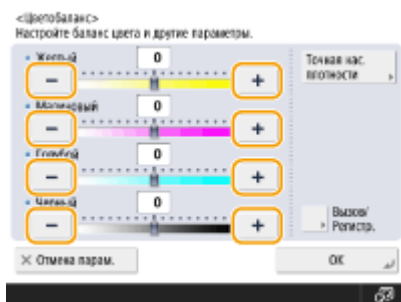 <Цветобаланс>
Настройте баланс цвета и другие параметры.
Желтый
0
Точная нас.
плотности
− +
Малиновый
0
− +
Голубой
0
− +
Черный
0
− +
Вызов/
Регистр.
Отмена парам.
OK